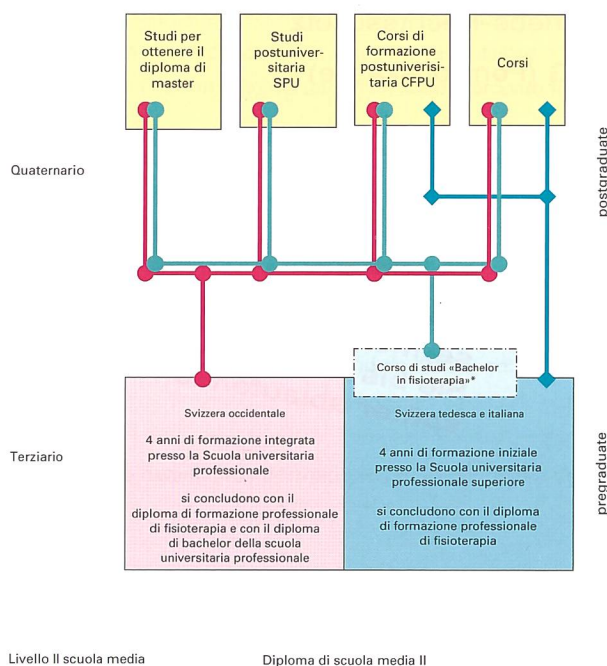 Studi per
ottenere il
diploma di
master
Studi
postuniver-
sitaria
SPU
Corsi di
formazione
postuniverisi-
taria CFPU
Corsi
Quaternario
postgraduate
Corso di studi «Bachelor
in fisioterapia»*
Svizzera occidentale
4 anni di formazione integrata
presso la Scuola universitaria
professionale
si concludono con il
diploma di formazione professionale
di fisioterapia e con il diploma
di bachelor della scuola
universitaria professionale
Svizzera tedesca e italiana
4 anni di formazione iniziale
presso la Scuola universitaria
professionale superiore
si concludono con il diploma
di formazione professionale
di fisioterapia
Terziario
pregraduate
Livello II scuola media
Diploma di scuola media II